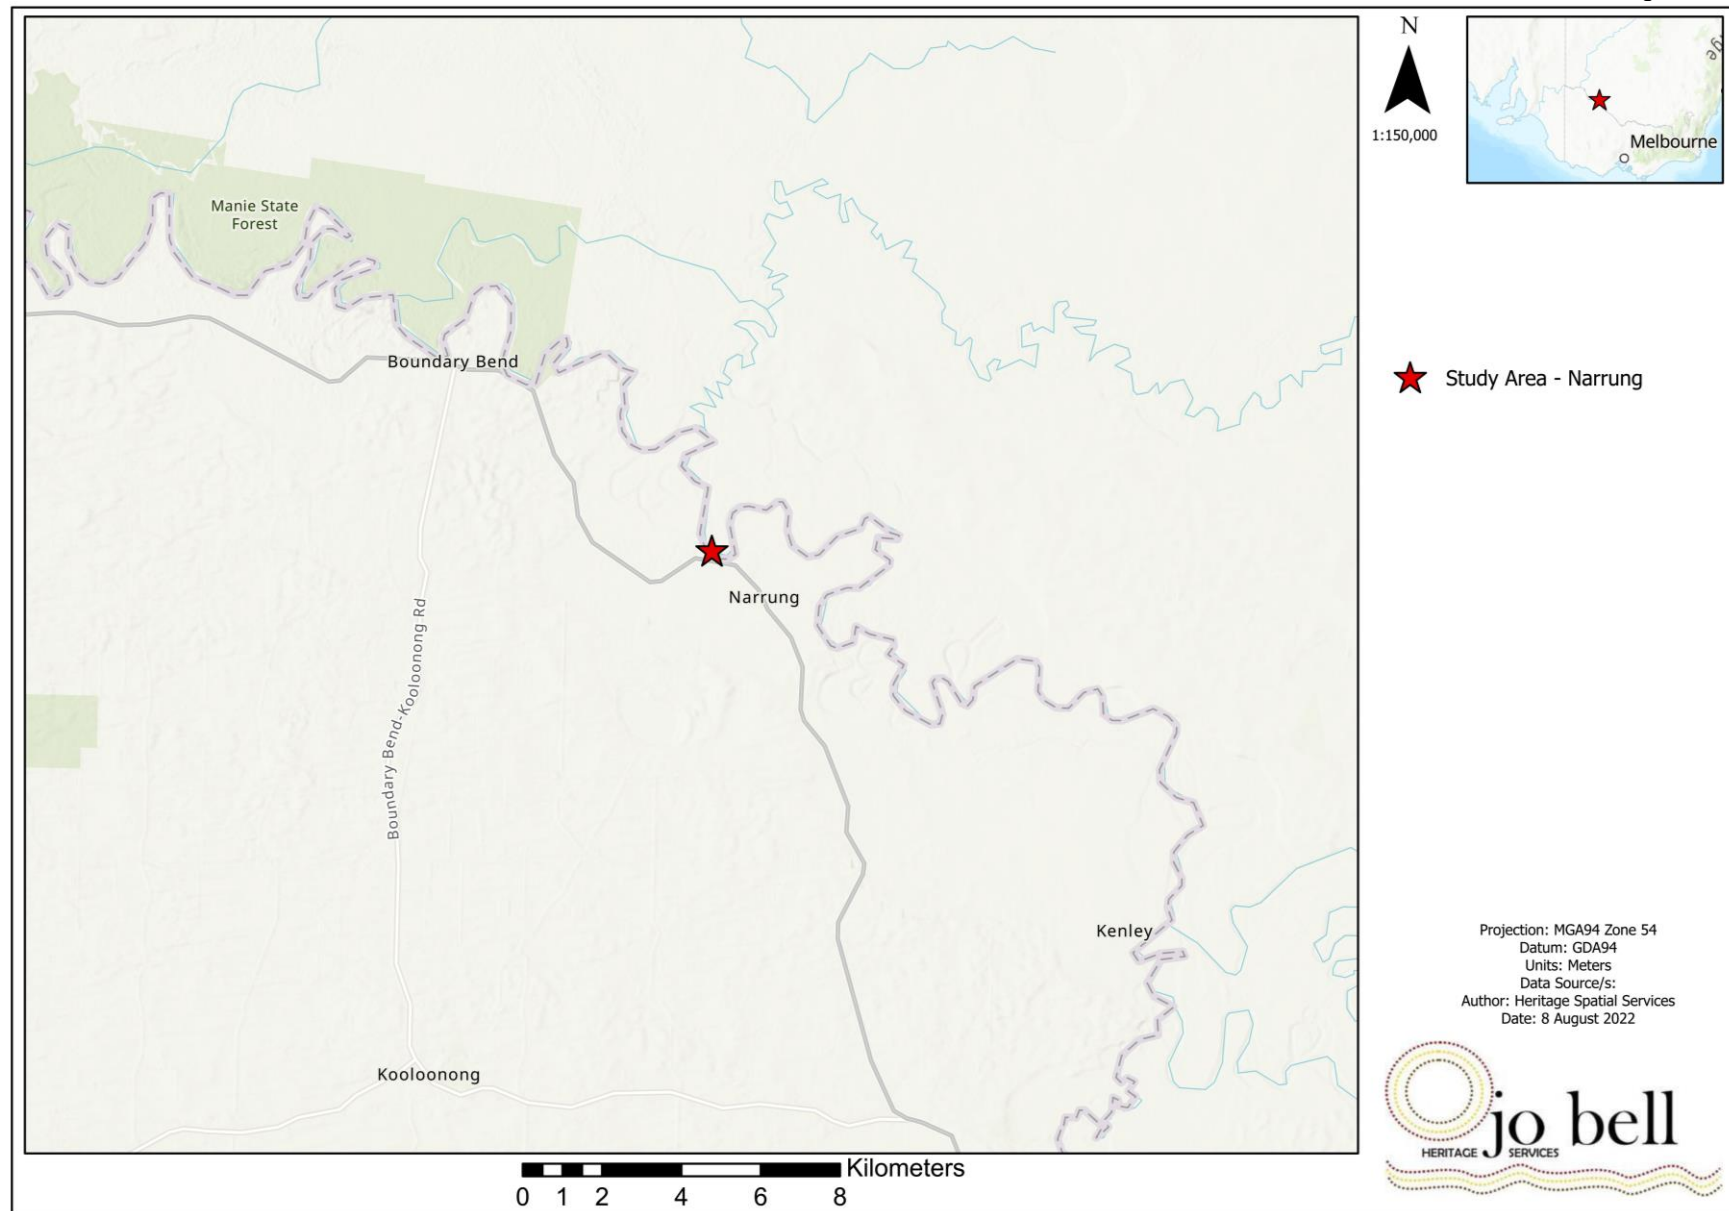 Manie State
Forest
Boundary Bend
Narrung
Boundary Bend-Kooloonong Rd
Kenley
Kooloonong
Kilometers
0 1 2 4 6 8
N
1:150,000
Melbourne
Study Area - Narrung
Projection: MGA94 Zone 54
Datum: GDA94
Units: Meters
Data Source/s:
Author: Heritage Spatial Services
Date: 8 August 2022
jo bell
HERITAGE SERVICES